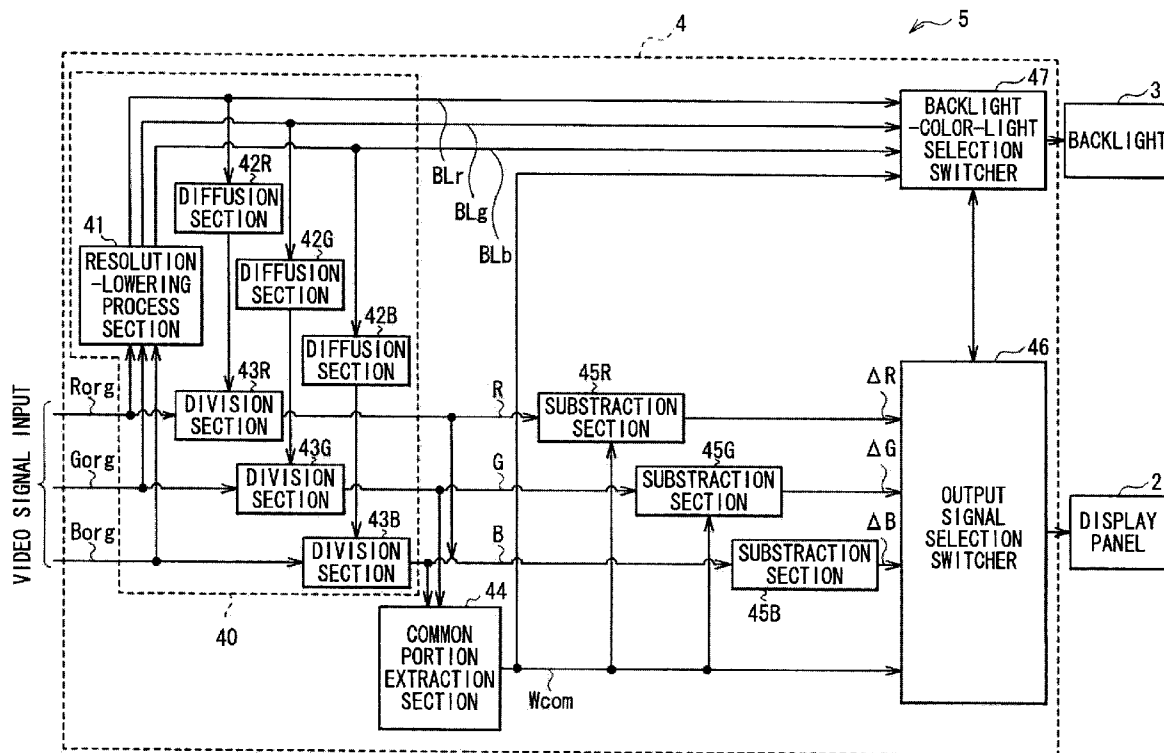 5
4
47
3
BACKLIGHT
-COLOR-LIGHT
SELECTION
SWITCHER
BACKLIGHT
42R
DIFFUSION
SECTION
BLr
BLg
BLb
41
RESOLUTION
-LOWERING
PROCESS
SECTION
42G
DIFFUSION
SECTION
42B
DIFFUSION
SECTION
46
VIDEO SIGNAL INPUT
Rorg
43R
DIVISION
SECTION
R
45R
SUBSTRACTION
SECTION
ΔR
Gorg
43G
DIVISION
SECTION
G
45G
SUBSTRACTION
SECTION
ΔG
OUTPUT
SIGNAL
SELECTION
SWITCHER
2
DISPLAY
PANEL
Borg
43B
DIVISION
SECTION
B
SUBSTRACTION
SECTION
45B
ΔB
40
44
COMMON
PORTION
EXTRACTION
SECTION
Wcom